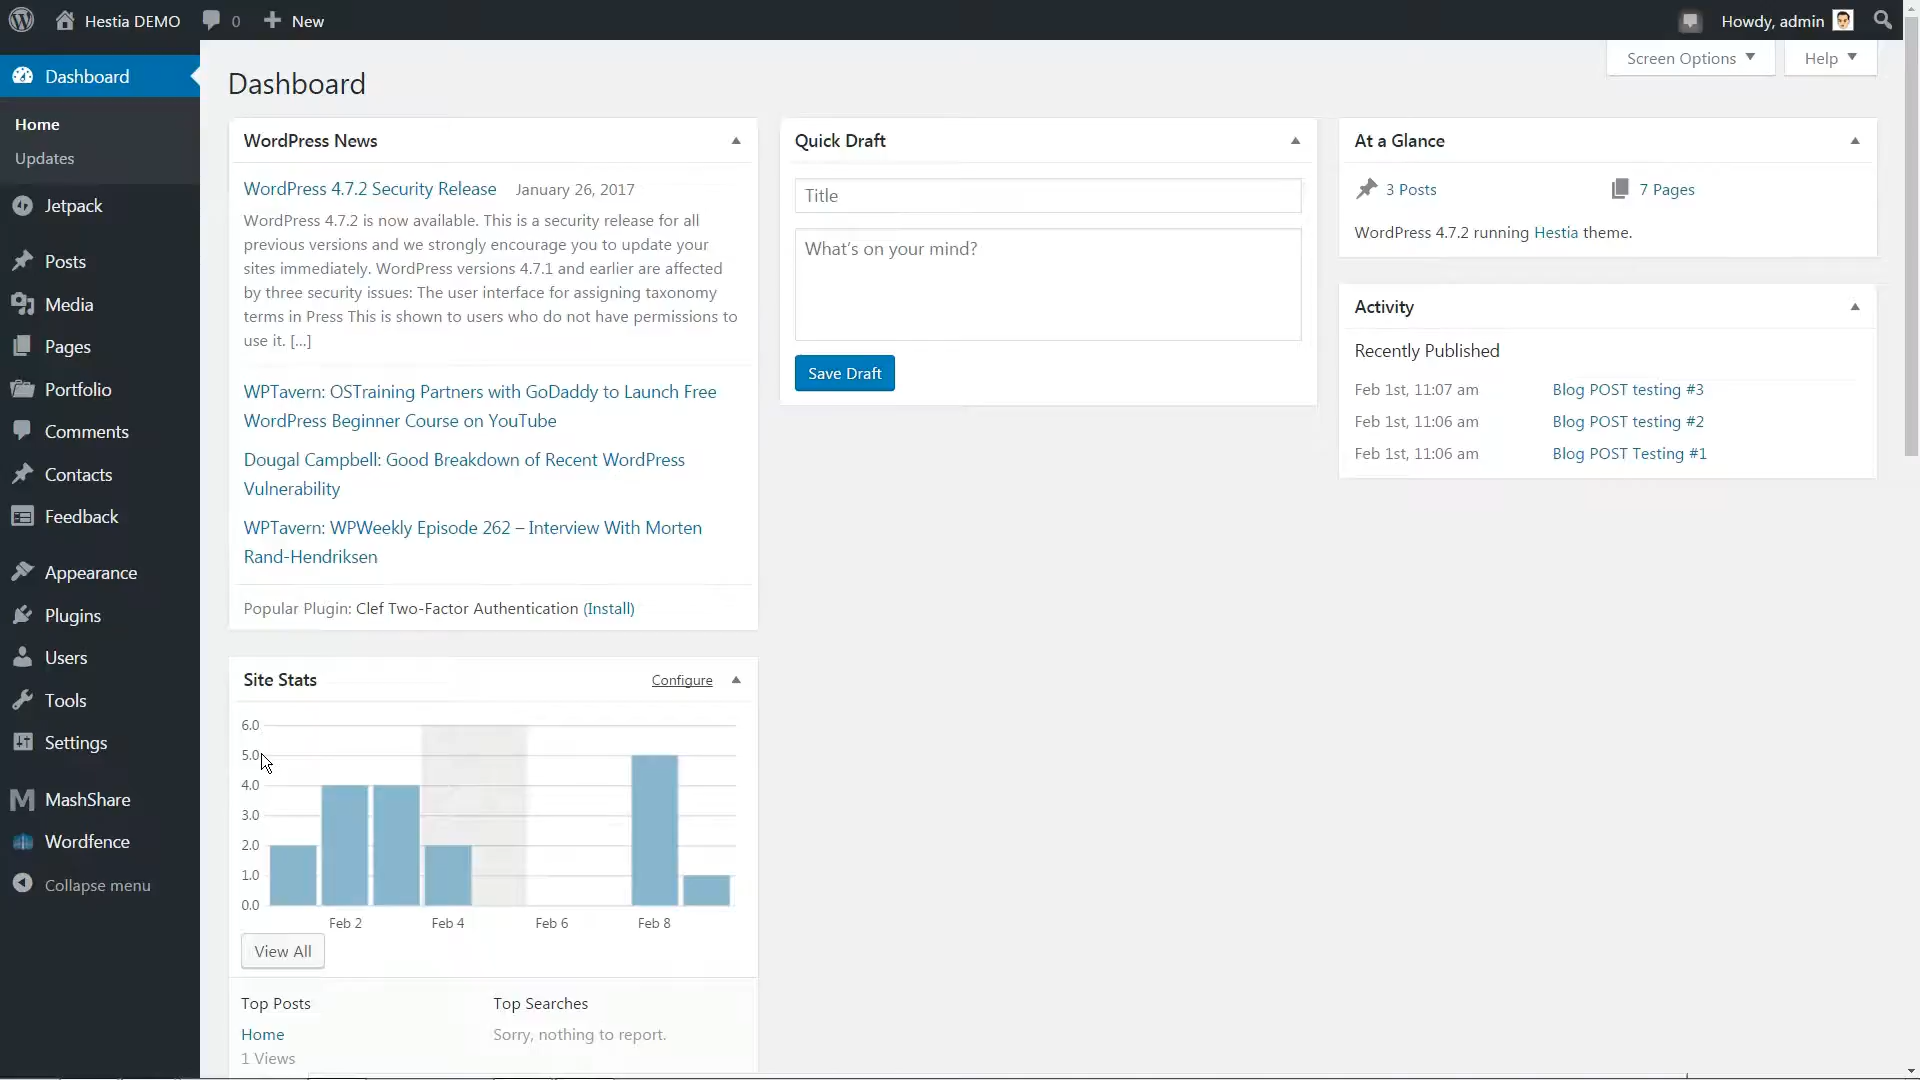 Hestia DEMO
0
New
Howdy, admin
Screen Options
Help
Dashboard
Home
Updates
Jetpack
Posts
Media
Pages
Portfolio
Comments
Contacts
Feedback
Appearance
Plugins
Users
Tools
Settings
MashShare
Wordfence
Collapse menu
Dashboard
WordPress News
WordPress 4.7.2 Security Release January 26, 2017
WordPress 4.7.2 is now available. This is a security release for all
previous versions and we strongly encourage you to update your
sites immediately. WordPress versions 4.7.1 and earlier are affected
by three security issues: The user interface for assigning taxonomy
terms in Press This is shown to users who do not have permissions to
use it. [...]
WPTavern: OSTraining Partners with GoDaddy to Launch Free
WordPress Beginner Course on YouTube
Dougal Campbell: Good Breakdown of Recent WordPress
Vulnerability
WPTavern: WPWeekly Episode 262 – Interview With Morten
Rand-Hendriksen
Popular Plugin: Clef Two-Factor Authentication (Install)
Site Stats
Configure
6.0
5.0
4.0
3.0
2.0
1.0
0.0
Feb 2 Feb 4 Feb 6 Feb 8
View All
Top Posts
Home
1 Views
Top Searches
Sorry, nothing to report.
Quick Draft
Title
What's on your mind?
Save Draft
At a Glance
3 Posts
7 Pages
WordPress 4.7.2 running Hestia theme.
Activity
Recently Published
Feb 1st, 11:07 am Blog POST testing #3
Feb 1st, 11:06 am Blog POST testing #2
Feb 1st, 11:06 am Blog POST Testing #1